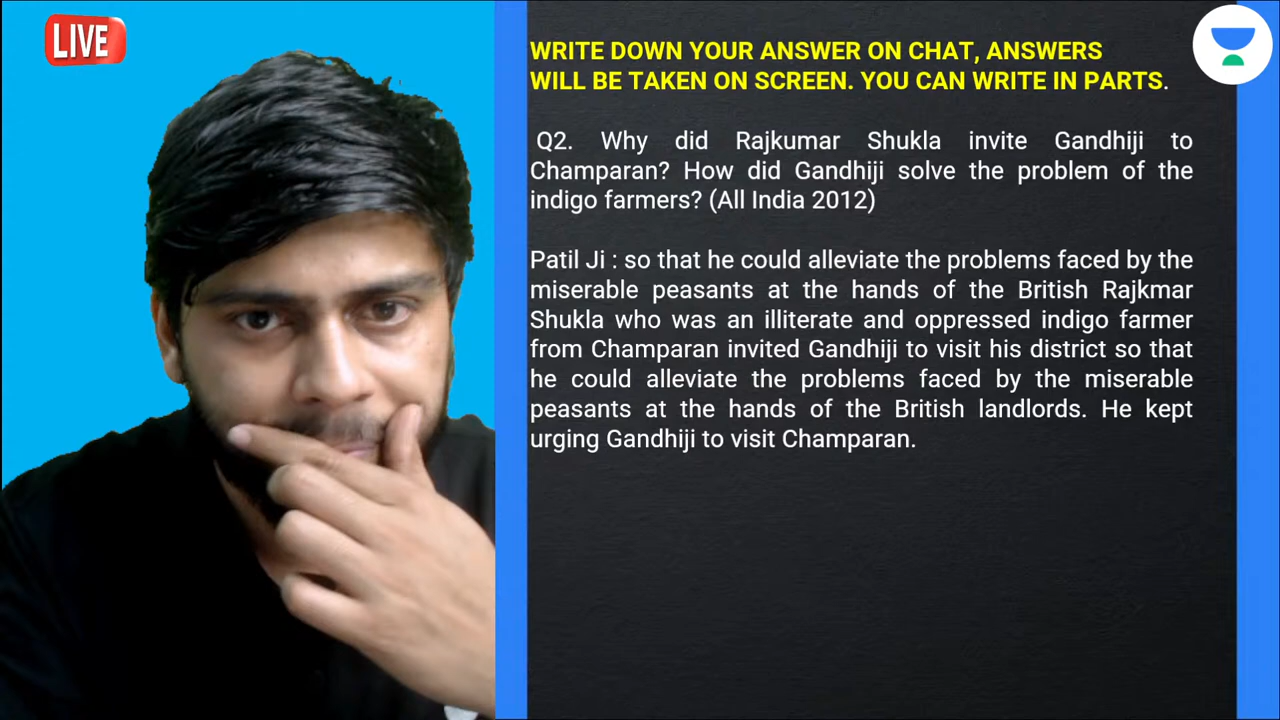 LIVE
WRITE DOWN YOUR ANSWER ON CHAT, ANSWERS
WILL BE TAKEN ON SCREEN. YOU CAN WRITE IN PARTS.
Q2. Why did Rajkumar Shukla invite Gandhiji to
Champaran? How did Gandhiji solve the problem of the
indigo farmers? (All India 2012)
Patil Ji : so that he could alleviate the problems faced by the
miserable peasants at the hands of the British Rajkmar
Shukla who was an illiterate and oppressed indigo farmer
from Champaran invited Gandhiji to visit his district so that
he could alleviate the problems faced by the miserable
peasants at the hands of the British landlords. He kept
urging Gandhiji to visit Champaran.